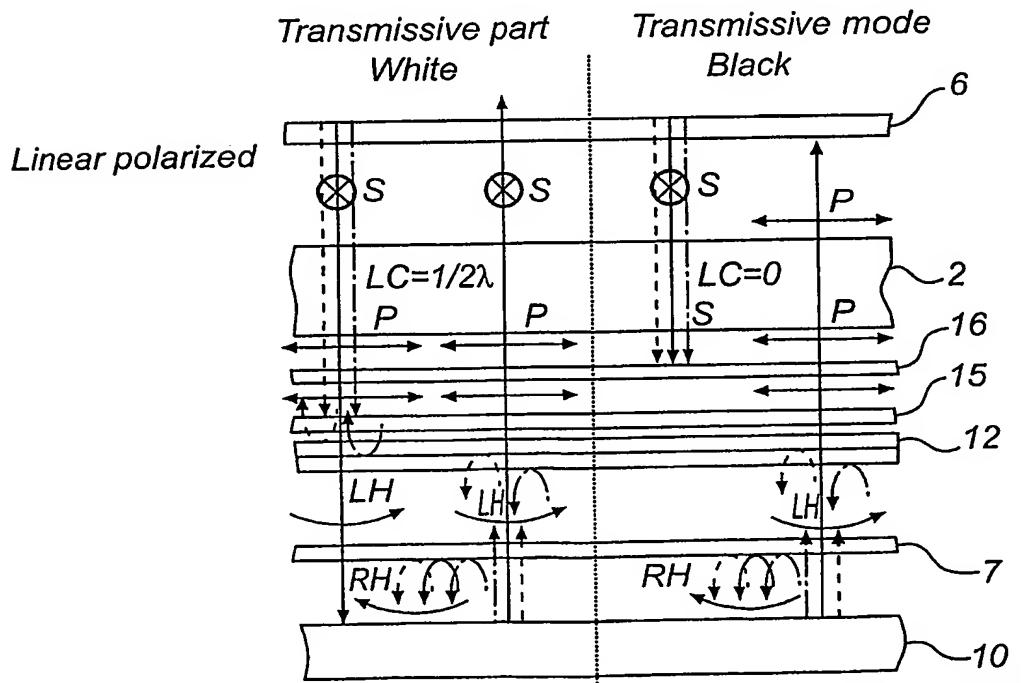 Transmissive part
White
Transmissive mode
Black
6
Linear polarized
S
S
S
P
LC=1/2λ
LC=0
2
P
P
S
P
16
15
12
LH
LH
LH
7
RH
RH
10